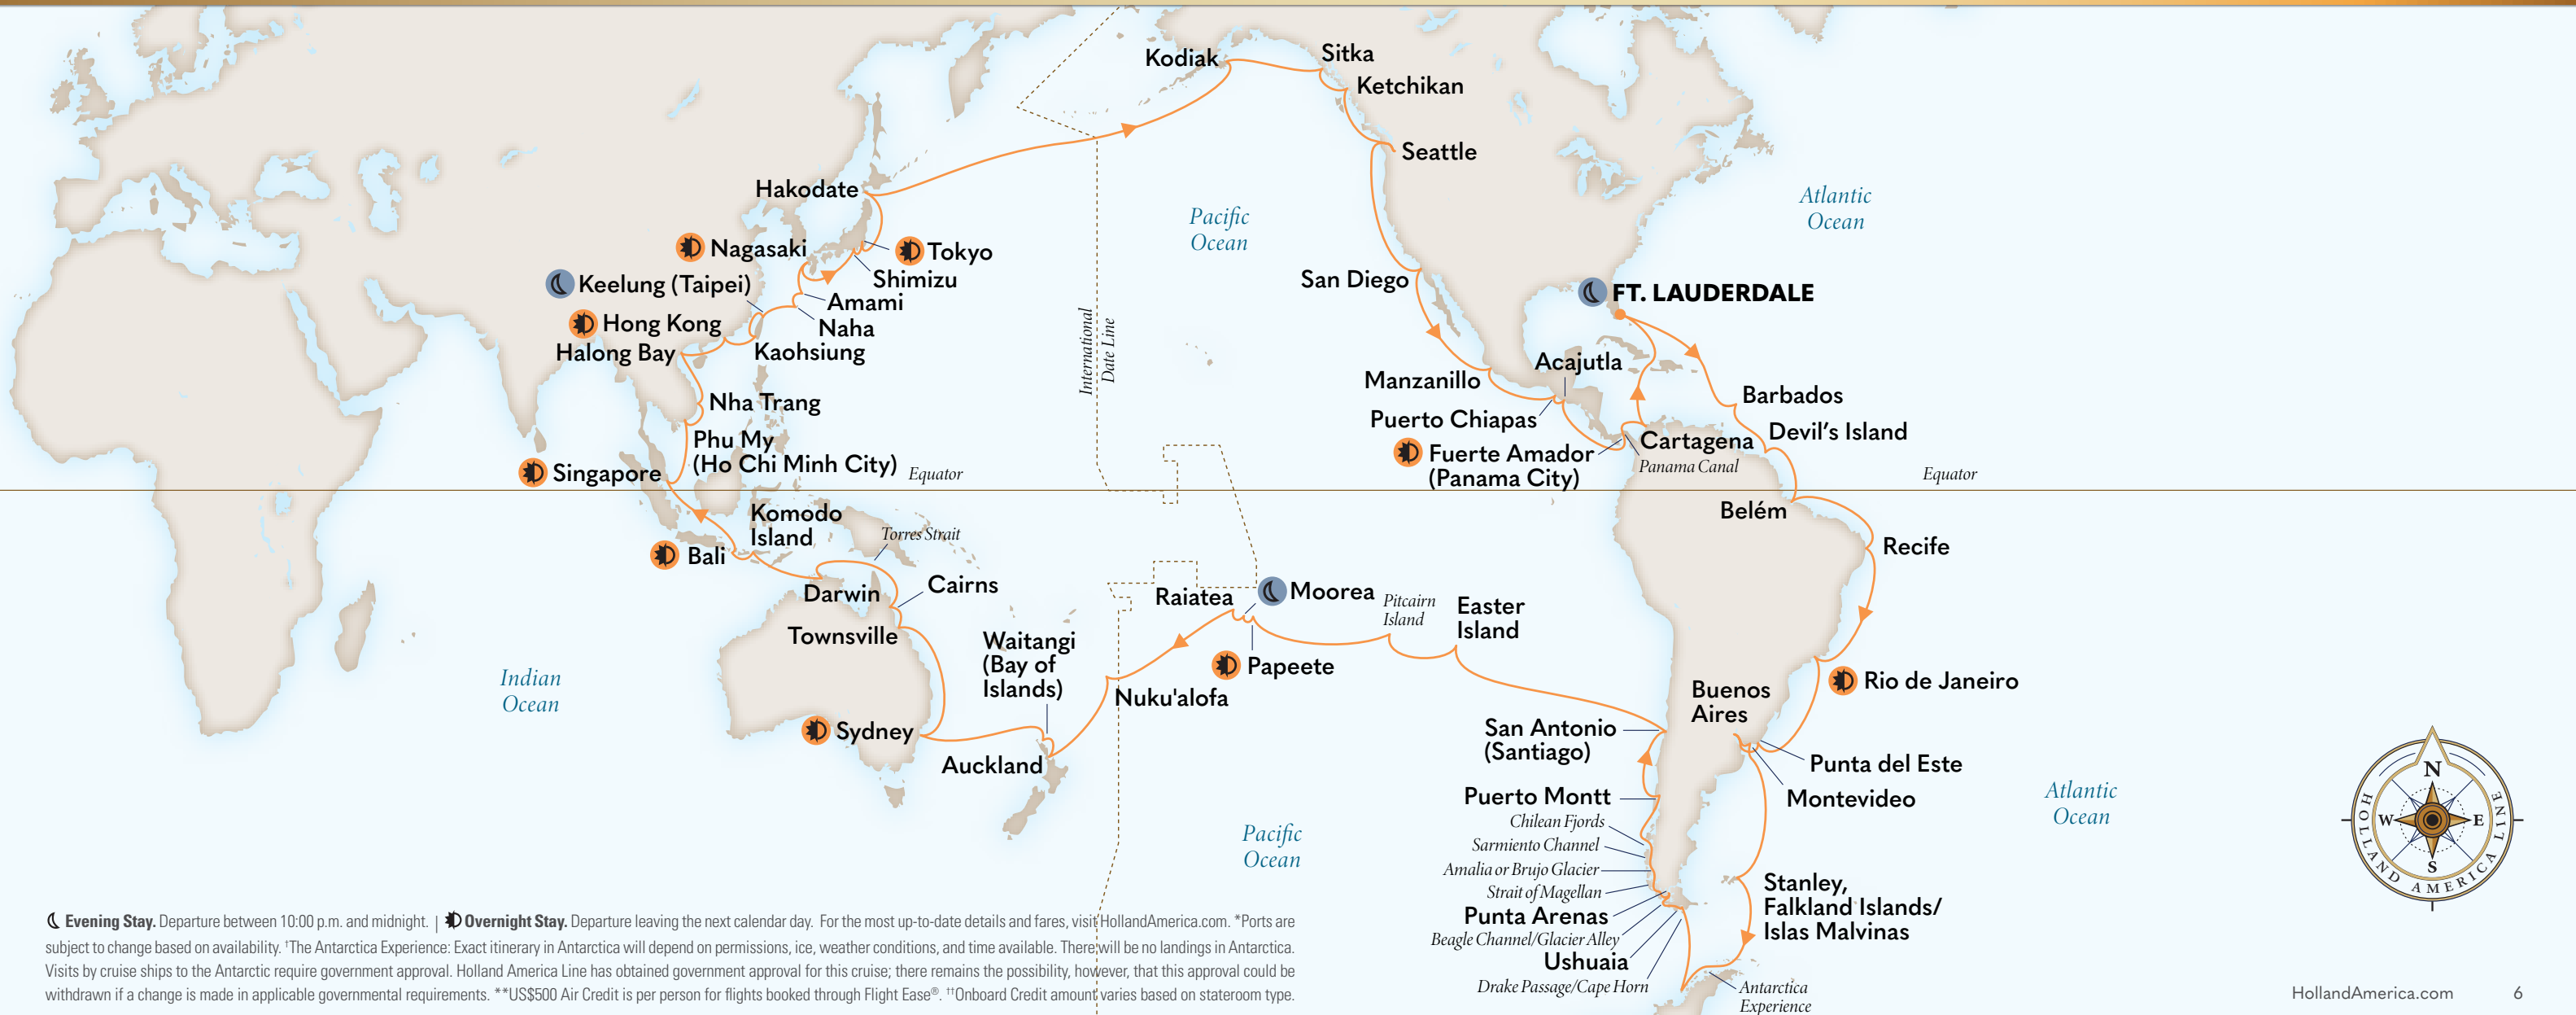 Kodiak
Sitka
Ketchikan
Seattle
Hakodate
Atlantic
Ocean
Pacific
Ocean
Nagasaki
Tokyo
Shimizu
Keelung (Taipei)
Amami
Naha
Hong Kong
Halong Bay
Kaohsiung
International
Date Line
San Diego
FT. LAUDERDALE
Acajutla
Manzanillo
Puerto Chiapas
Barbados
Devil's Island
Nha Trang
Phu My
(Ho Chi Minh City)
Singapore
Equator
Fuerte Amador
(Panama City)
Cartagena
Panama Canal
Equator
Belém
Komodo
Island
Torres Strait
Bali
Recife
Darwin
Cairns
Townsville
Raiatea
Moorea
Pitcairn
Island
Easter
Island
Waitangi
(Bay of
Islands)
Papeete
Nuku'alofa
Indian
Ocean
Rio de Janeiro
Buenos
Aires
Sydney
Auckland
San Antonio
(Santiago)
Punta del Este
Montevideo
Puerto Montt
Chilean Fjords
Sarmiento Channel
Amalia or Brujo Glacier
Strait of Magellan
Punta Arenas
Beagle Channel/Glacier Alley
Ushuaia
Drake Passage/Cape Horn
Pacific
Ocean
Atlantic
Ocean
Stanley,
Falkland Islands/
Islas Malvinas
Antarctica
Experience
N
W
E
S
HOLLAND AMERICA LINE
Evening Stay. Departure between 10:00 p.m. and midnight. | Overnight Stay. Departure leaving the next calendar day. For the most up-to-date details and fares, visit HollandAmerica.com. *Ports are
subject to change based on availability. †The Antarctica Experience: Exact itinerary in Antarctica will depend on permissions, ice, weather conditions, and time available. There will be no landings in Antarctica.
Visits by cruise ships to the Antarctic require government approval. Holland America Line has obtained government approval for this cruise; there remains the possibility, however, that this approval could be
withdrawn if a change is made in applicable governmental requirements. **US$500 Air Credit is per person for flights booked through Flight Ease®. ††Onboard Credit amount varies based on stateroom type.
HollandAmerica.com 6